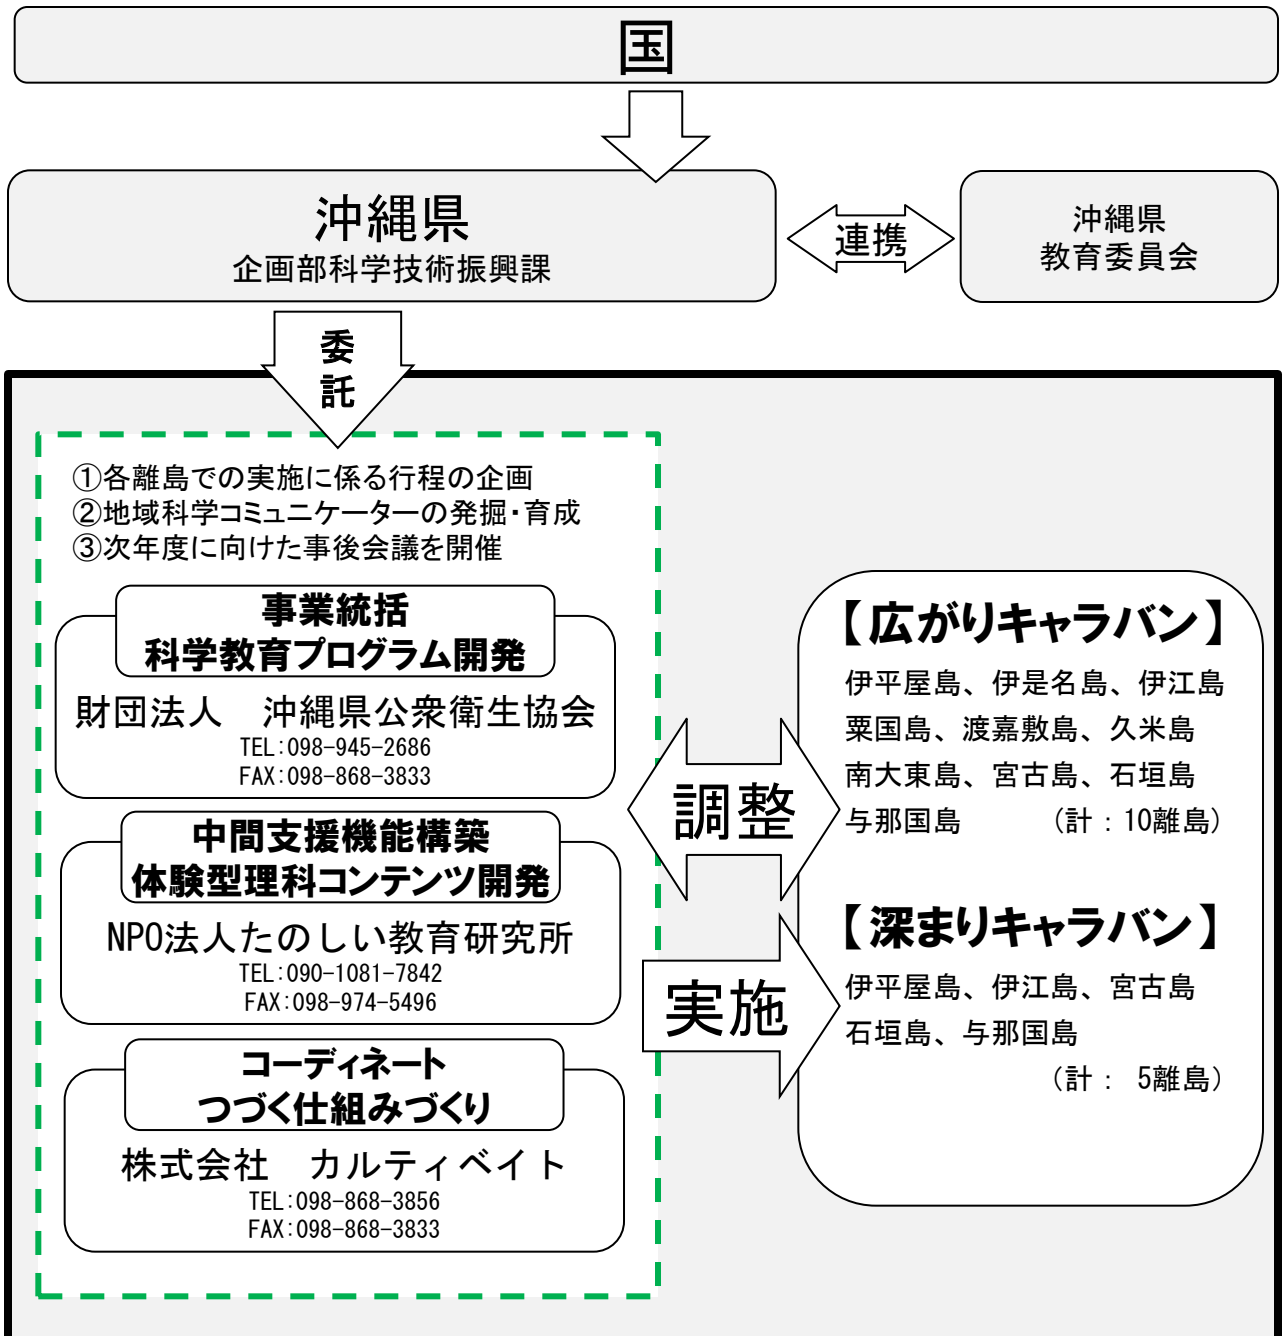 国
沖縄県
企画部科学技術振興課
連携
沖縄県
教育委員会
委
託
①各離島での実施に係る行程の企画
②地域科学コミュニケーターの発掘・育成
③次年度に向けた事後会議を開催
事業統括
科学教育プログラム開発
財団法人　沖縄県公衆衛生協会
TEL:098-945-2686
FAX:098-868-3833
中間支援機能構築
体験型理科コンテンツ開発
NPO法人たのしい教育研究所
TEL:090-1081-7842
FAX:098-974-5496
コーディネート
つづく仕組みづくり
株式会社　カルティベイト
TEL:098-868-3856
FAX:098-868-3833
調整
実施
【広がりキャラバン】
伊平屋島、伊是名島、伊江島
粟国島、渡嘉敷島、久米島
南大東島、宮古島、石垣島
与那国島　　　（計：10離島）
【深まりキャラバン】
伊平屋島、伊江島、宮古島
石垣島、与那国島
（計： 5離島）